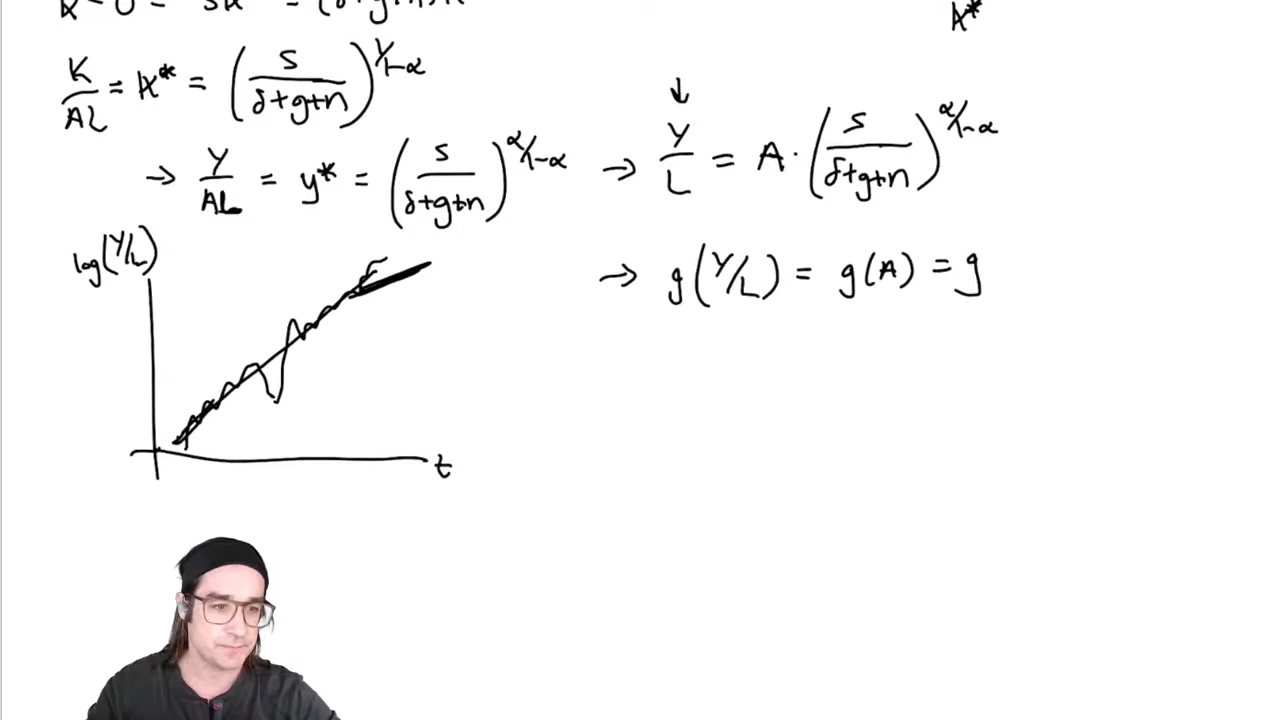 k*
K/AL = k* = (s/(δ+g+n))^(1/1-α)
→ Y/AL = y* = (s/(δ+g+n))^(α/1-α) → Y/L = A · (s/(δ+g+n))^(α/1-α)
→ g(Y/L) = g(A) = g
log(Y/L)
t